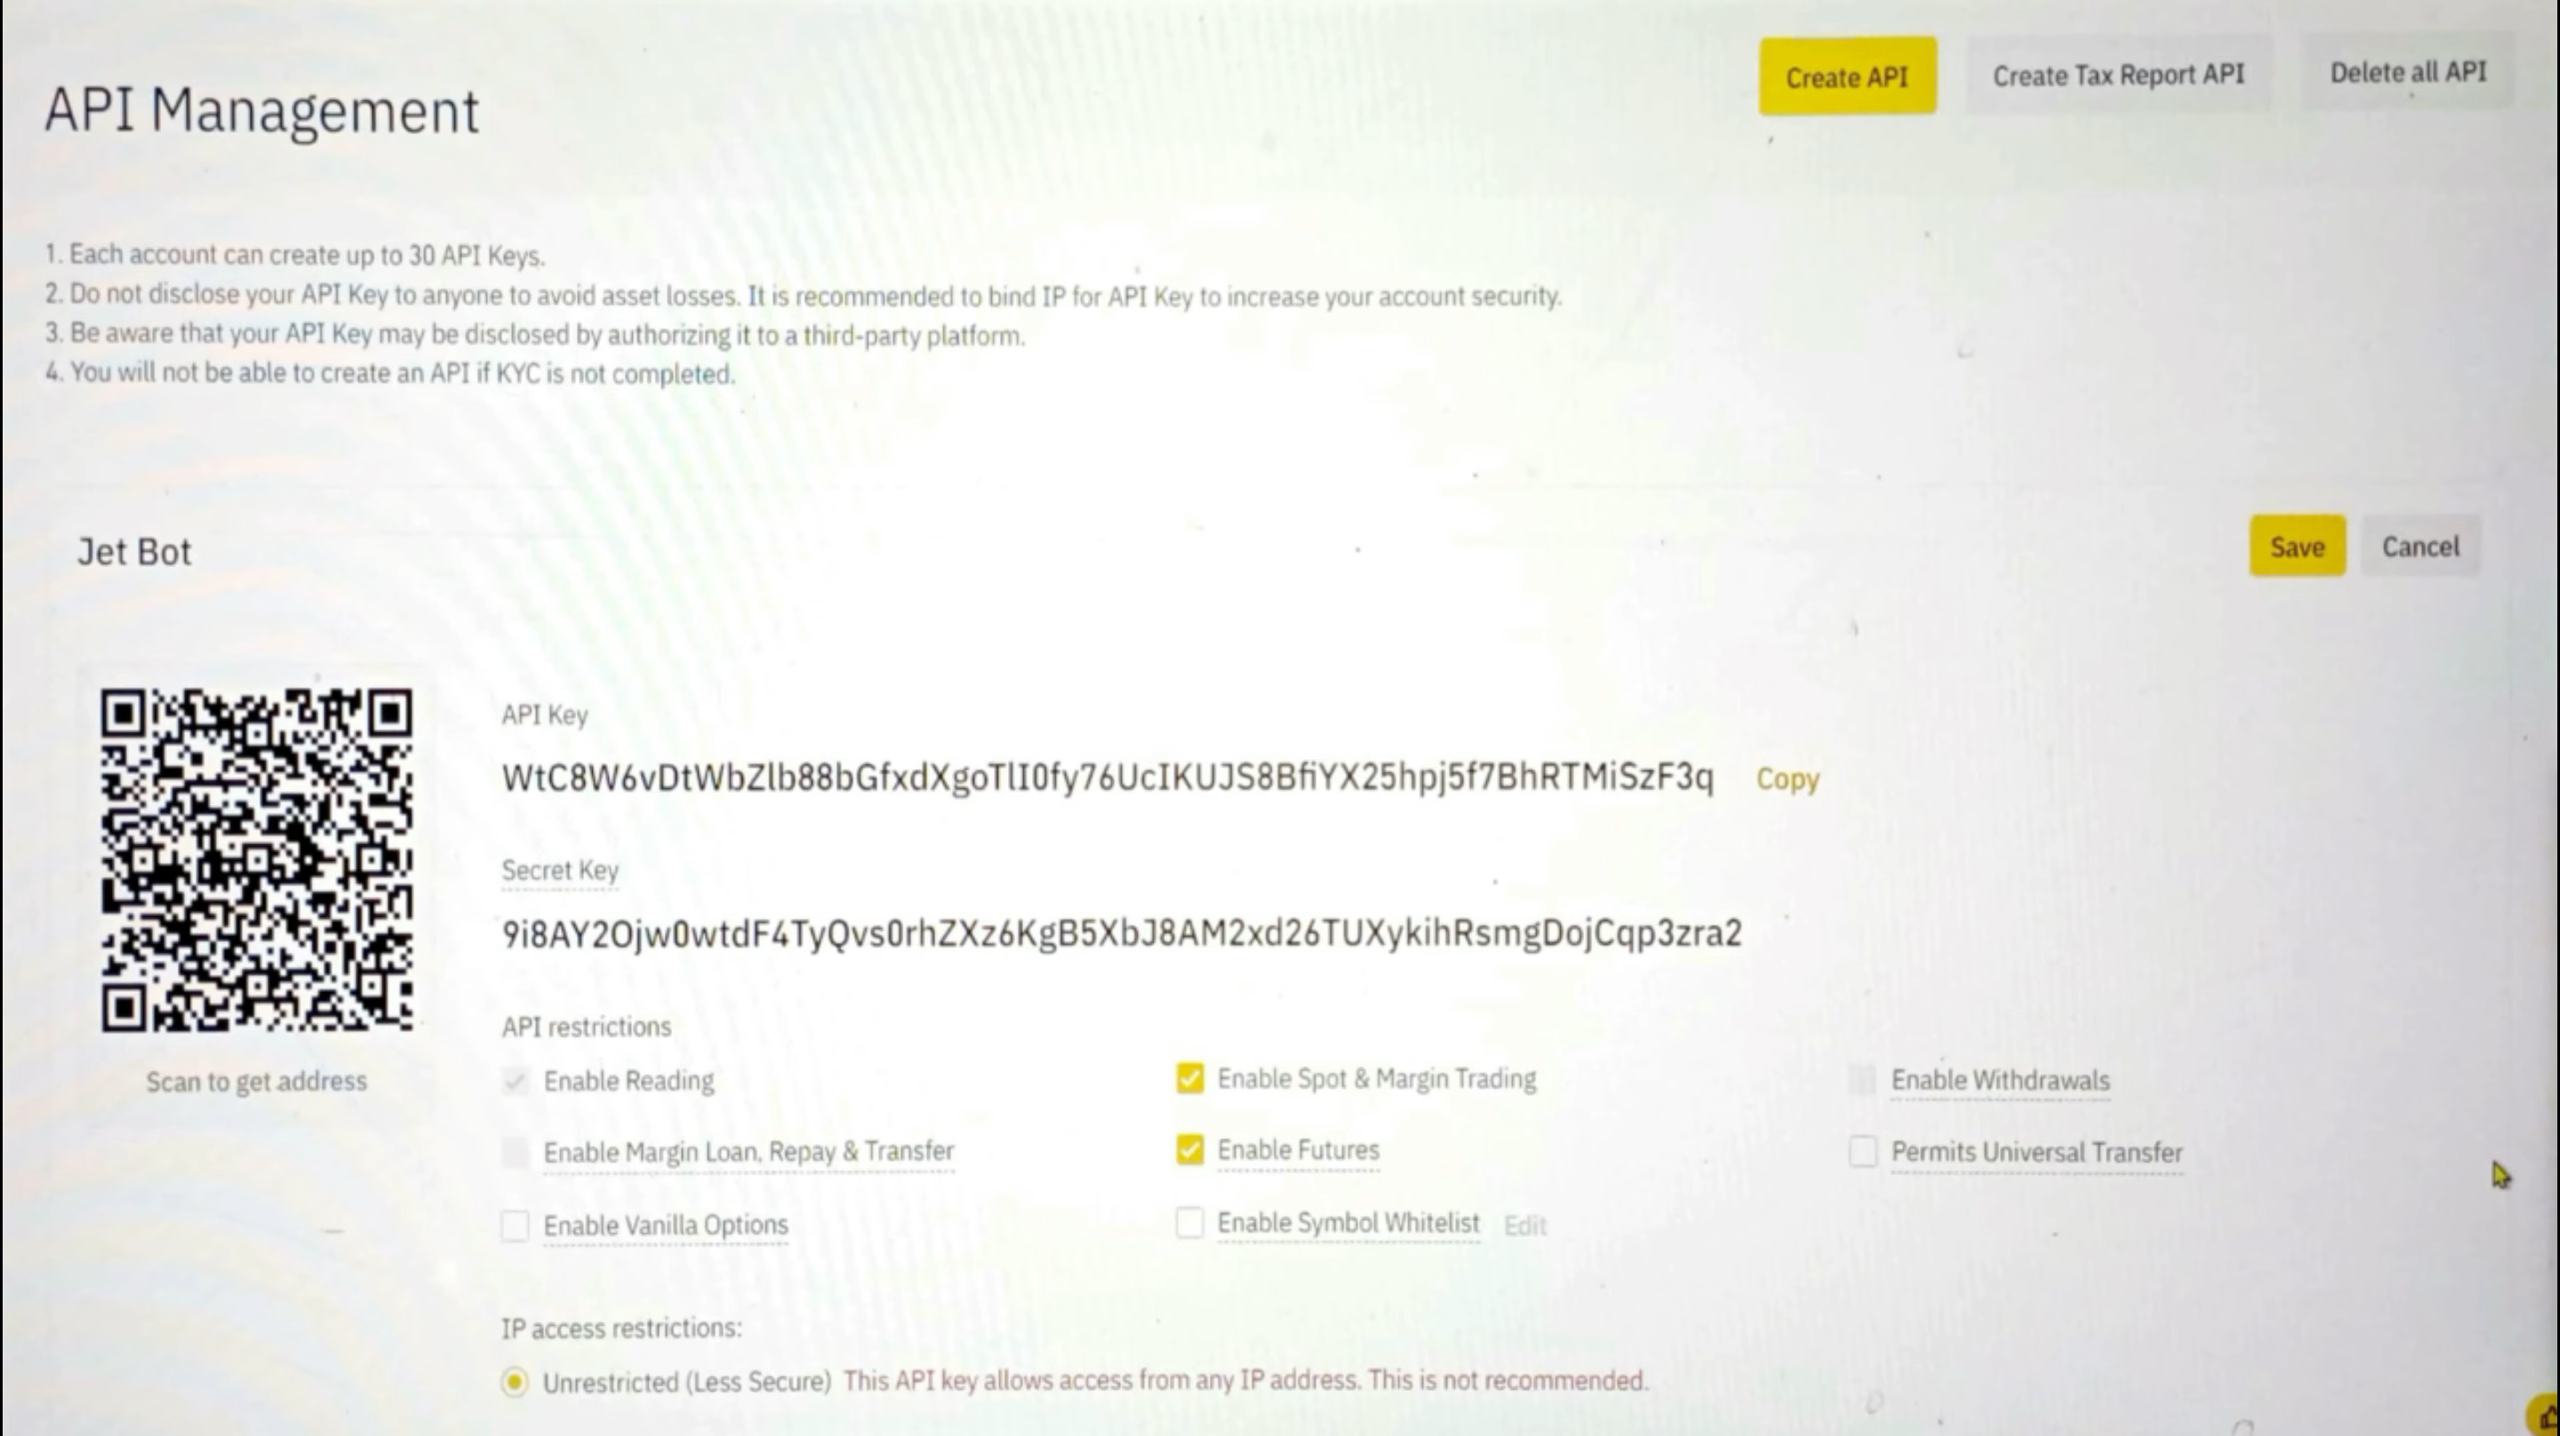 API Management
Create API
Create Tax Report API
Delete all API
1. Each account can create up to 30 API Keys.
2. Do not disclose your API Key to anyone to avoid asset losses. It is recommended to bind IP for API Key to increase your account security.
3. Be aware that your API Key may be disclosed by authorizing it to a third-party platform.
4. You will not be able to create an API if KYC is not completed.
Jet Bot
Save
Cancel
API Key
WtC8W6vDtWbZlb88bGfxdXgoTlI0fy76UcIKUJS8BfiYX25hpj5f7BhRTMiSzF3q
Copy
Secret Key
9i8AY2Ojw0wtdF4TyQvs0rhZXz6KgB5XbJ8AM2xd26TUXykihRsmgDojCqp3zra2
Scan to get address
API restrictions
Enable Reading
Enable Spot & Margin Trading
Enable Withdrawals
Enable Margin Loan, Repay & Transfer
Enable Futures
Permits Universal Transfer
Enable Vanilla Options
Enable Symbol Whitelist
Edit
IP access restrictions:
Unrestricted (Less Secure) This API key allows access from any IP address. This is not recommended.